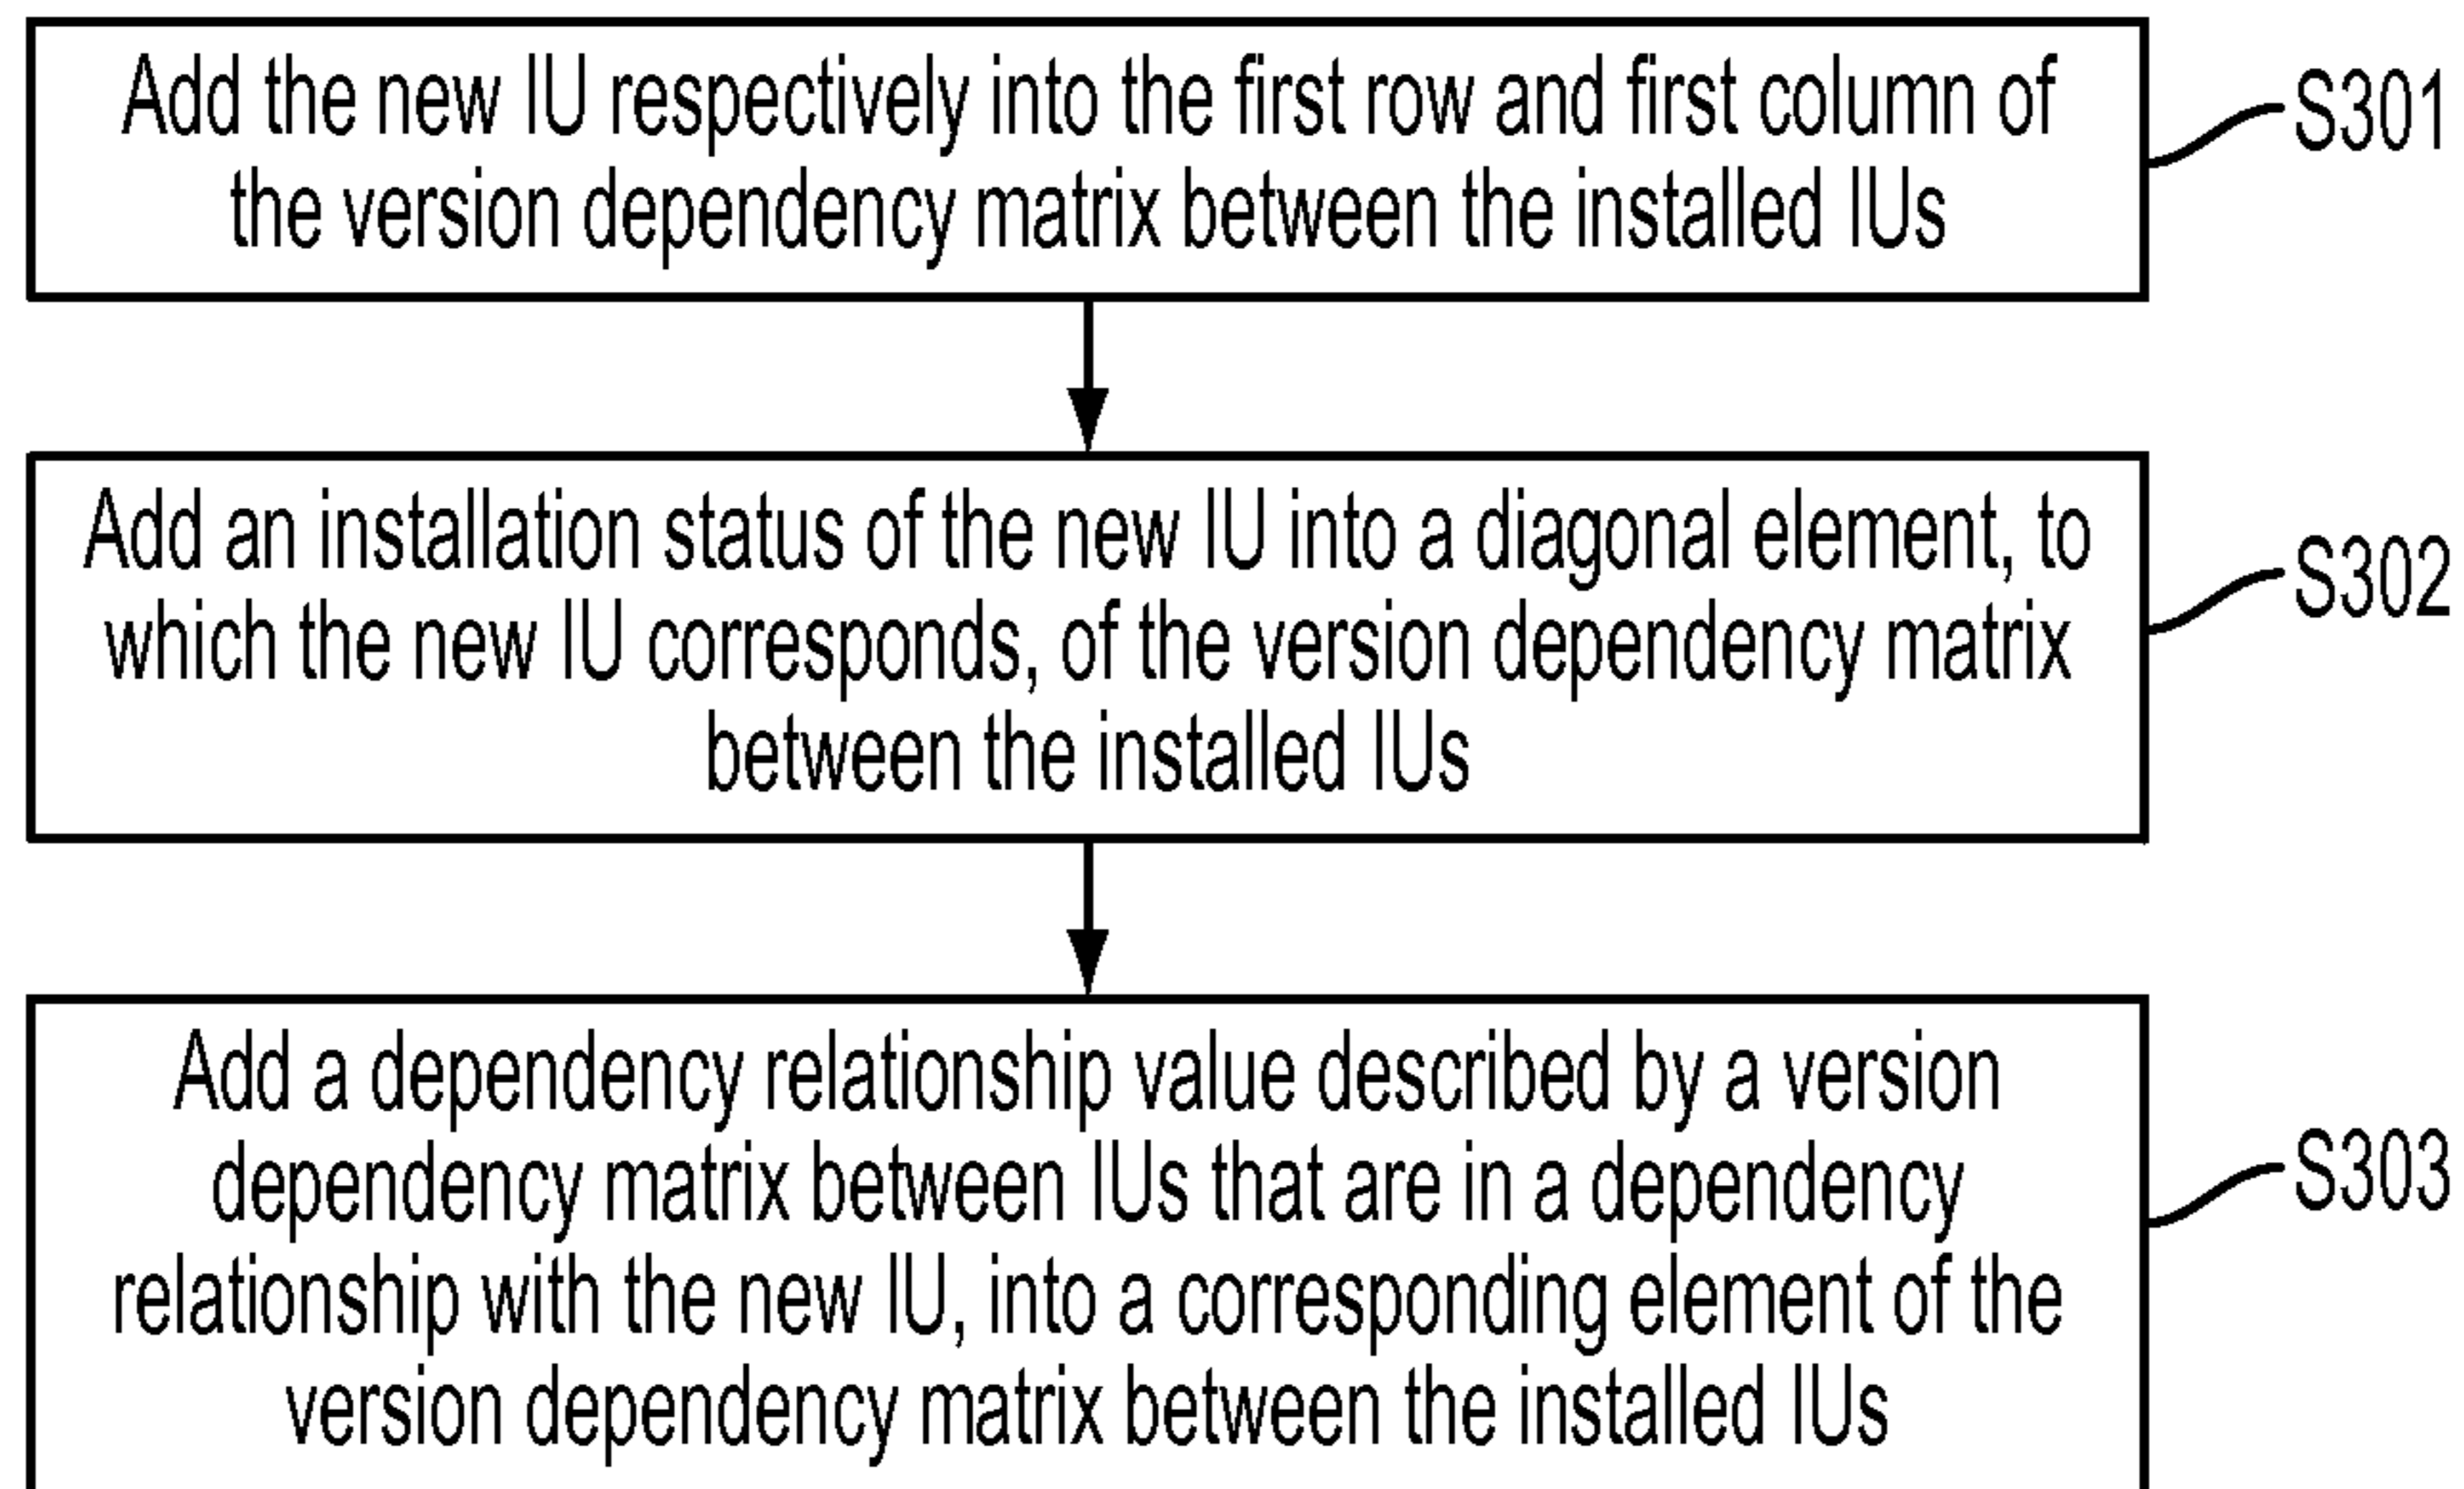 Add the new IU respectively into the first row and first column of
the version dependency matrix between the installed IUs
S301
Add an installation status of the new IU into a diagonal element, to
which the new IU corresponds, of the version dependency matrix
between the installed IUs
S302
Add a dependency relationship value described by a version
dependency matrix between IUs that are in a dependency
relationship with the new IU, into a corresponding element of the
version dependency matrix between the installed IUs
S303